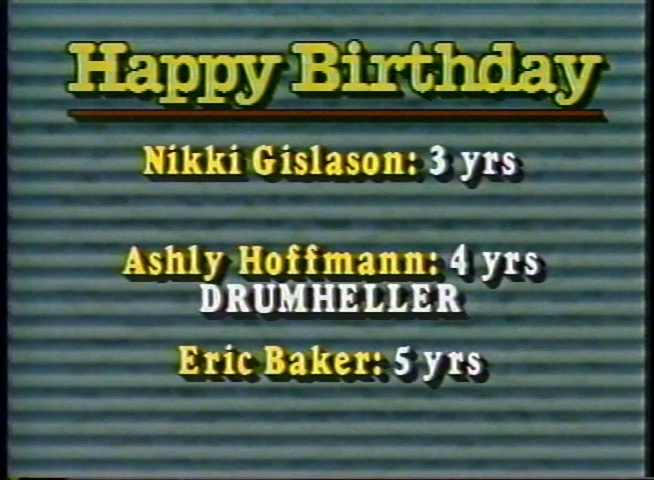 Happy Birthday
Nikki Gislason: 3 yrs
Ashly Hoffmann: 4 yrs
DRUMHELLER
Eric Baker: 5 yrs